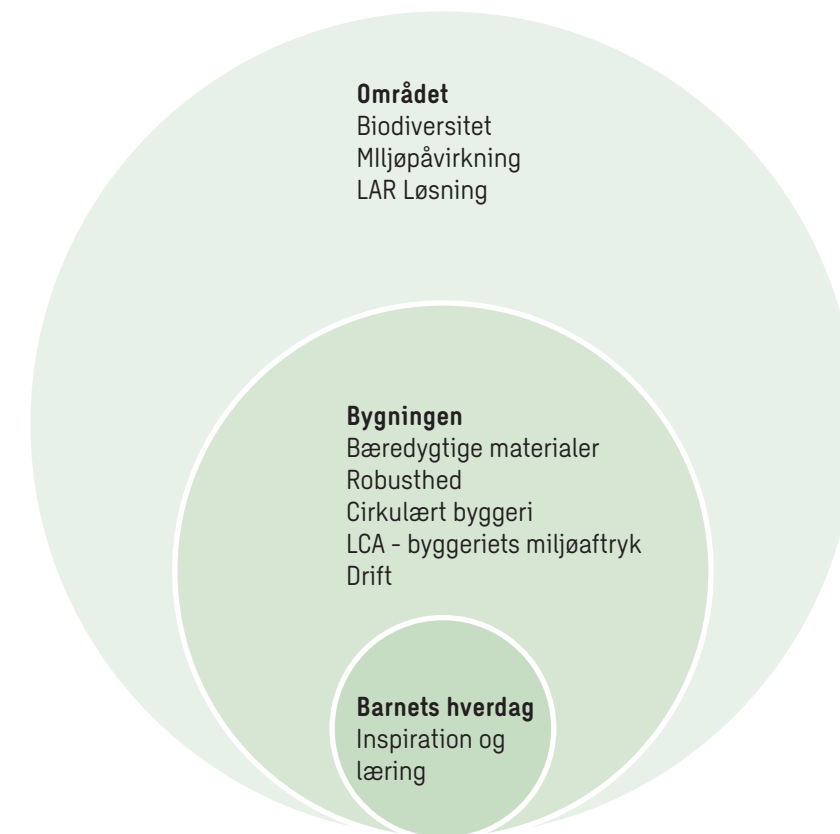 Området
Biodiversitet
MIljøpåvirkning
LAR Løsning
Bygningen
Bæredygtige materialer
Robusthed
Cirkulært byggeri
LCA - byggeriets miljøaftryk
Drift
Barnets hverdag
Inspiration og
læring